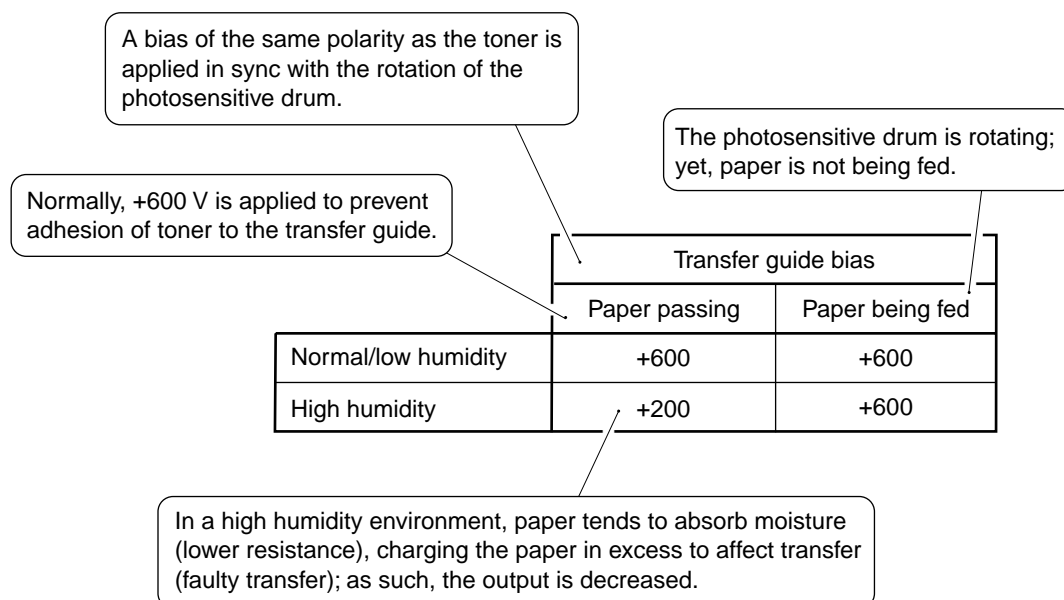 A bias of the same polarity as the toner is
applied in sync with the rotation of the
photosensitive drum.
The photosensitive drum is rotating;
yet, paper is not being fed.
Normally, +600 V is applied to prevent
adhesion of toner to the transfer guide.
Transfer guide bias
Paper passing Paper being fed
Normal/low humidity +600 +600
High humidity +200 +600
In a high humidity environment, paper tends to absorb moisture
(lower resistance), charging the paper in excess to affect transfer
(faulty transfer); as such, the output is decreased.